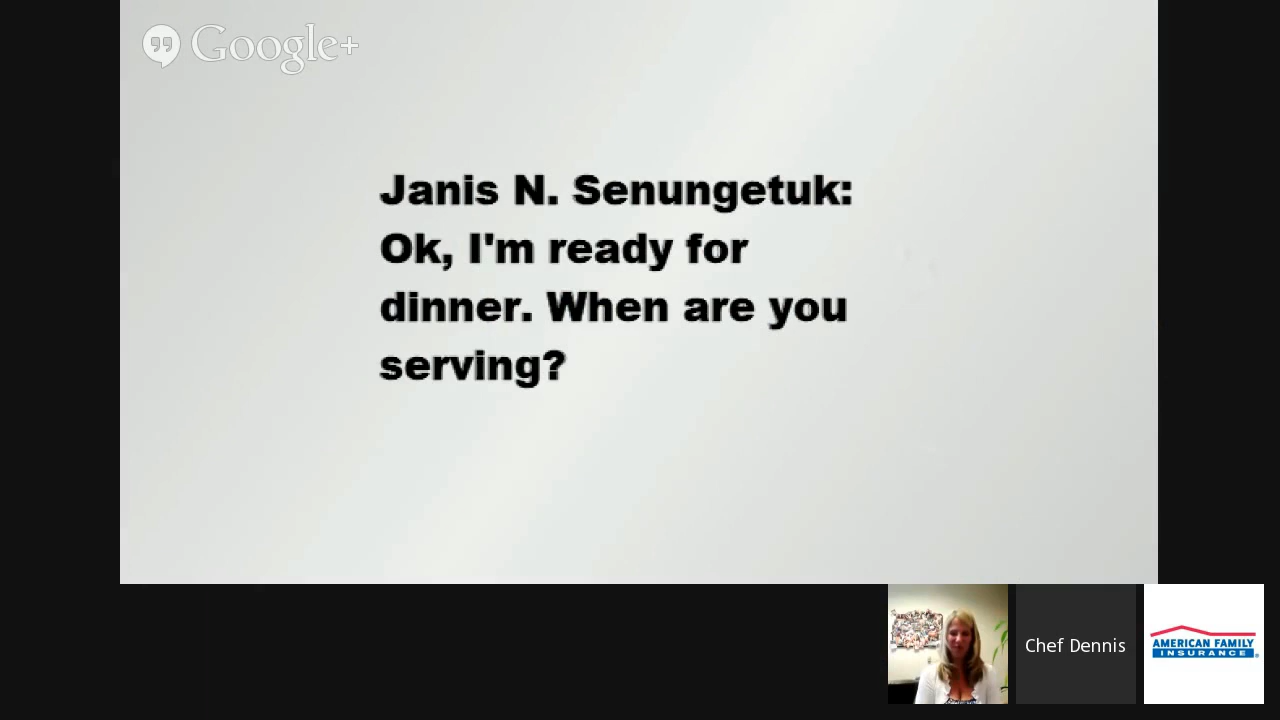 Google+
Janis N. Senungetuk:
Ok, I'm ready for
dinner. When are you
serving?
Chef Dennis
AMERICAN FAMILY
INSURANCE